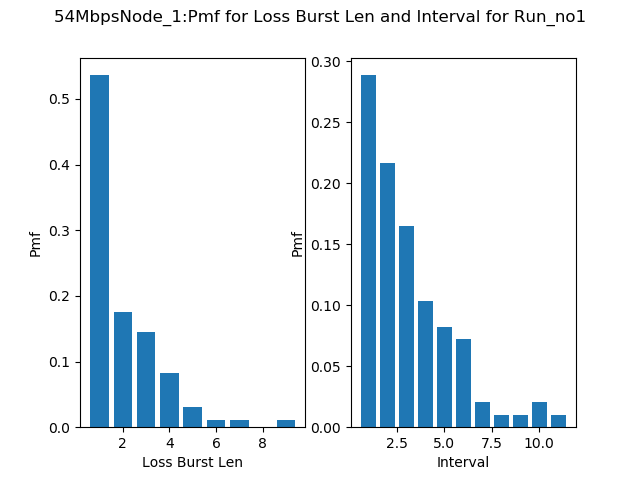 54MbpsNode_1:Pmf for Loss Burst Len and Interval for Run_no1
0.5
0.4
0.3
0.2
0.1
0.0
Pmf
2 4 6 8
Loss Burst Len
0.30
0.25
0.20
0.15
0.10
0.05
0.00
Pmf
2.5 5.0 7.5 10.0
Interval